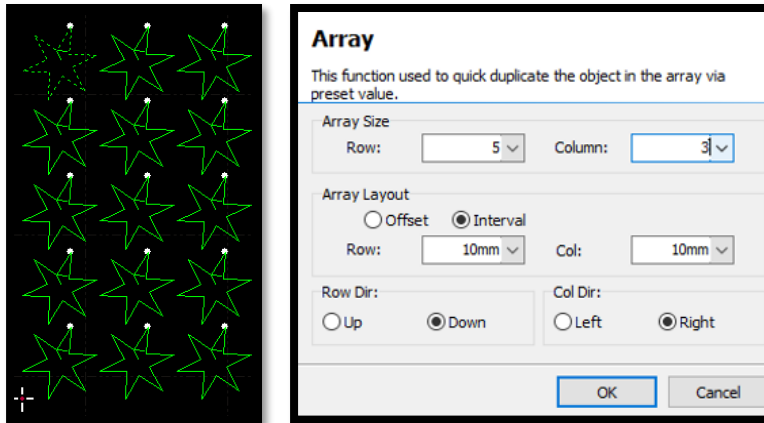 Array
This function used to quick duplicate the object in the array via
preset value.
Array Size
Row: 5 Column: 3
Array Layout
Offset Interval
Row: 10mm Col: 10mm
Row Dir: Col Dir:
Up Down Left Right
OK Cancel